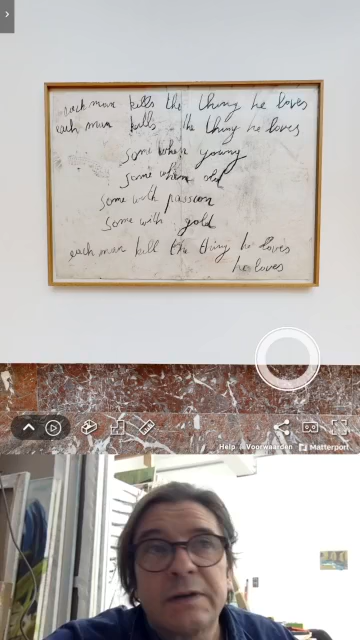 each man kills the thing he loves
each man kills the thing he loves
some when young
some when old
some with passion
some with gold
each man kill the thing he loves
he loves
Help | Voorwaarden Matterport